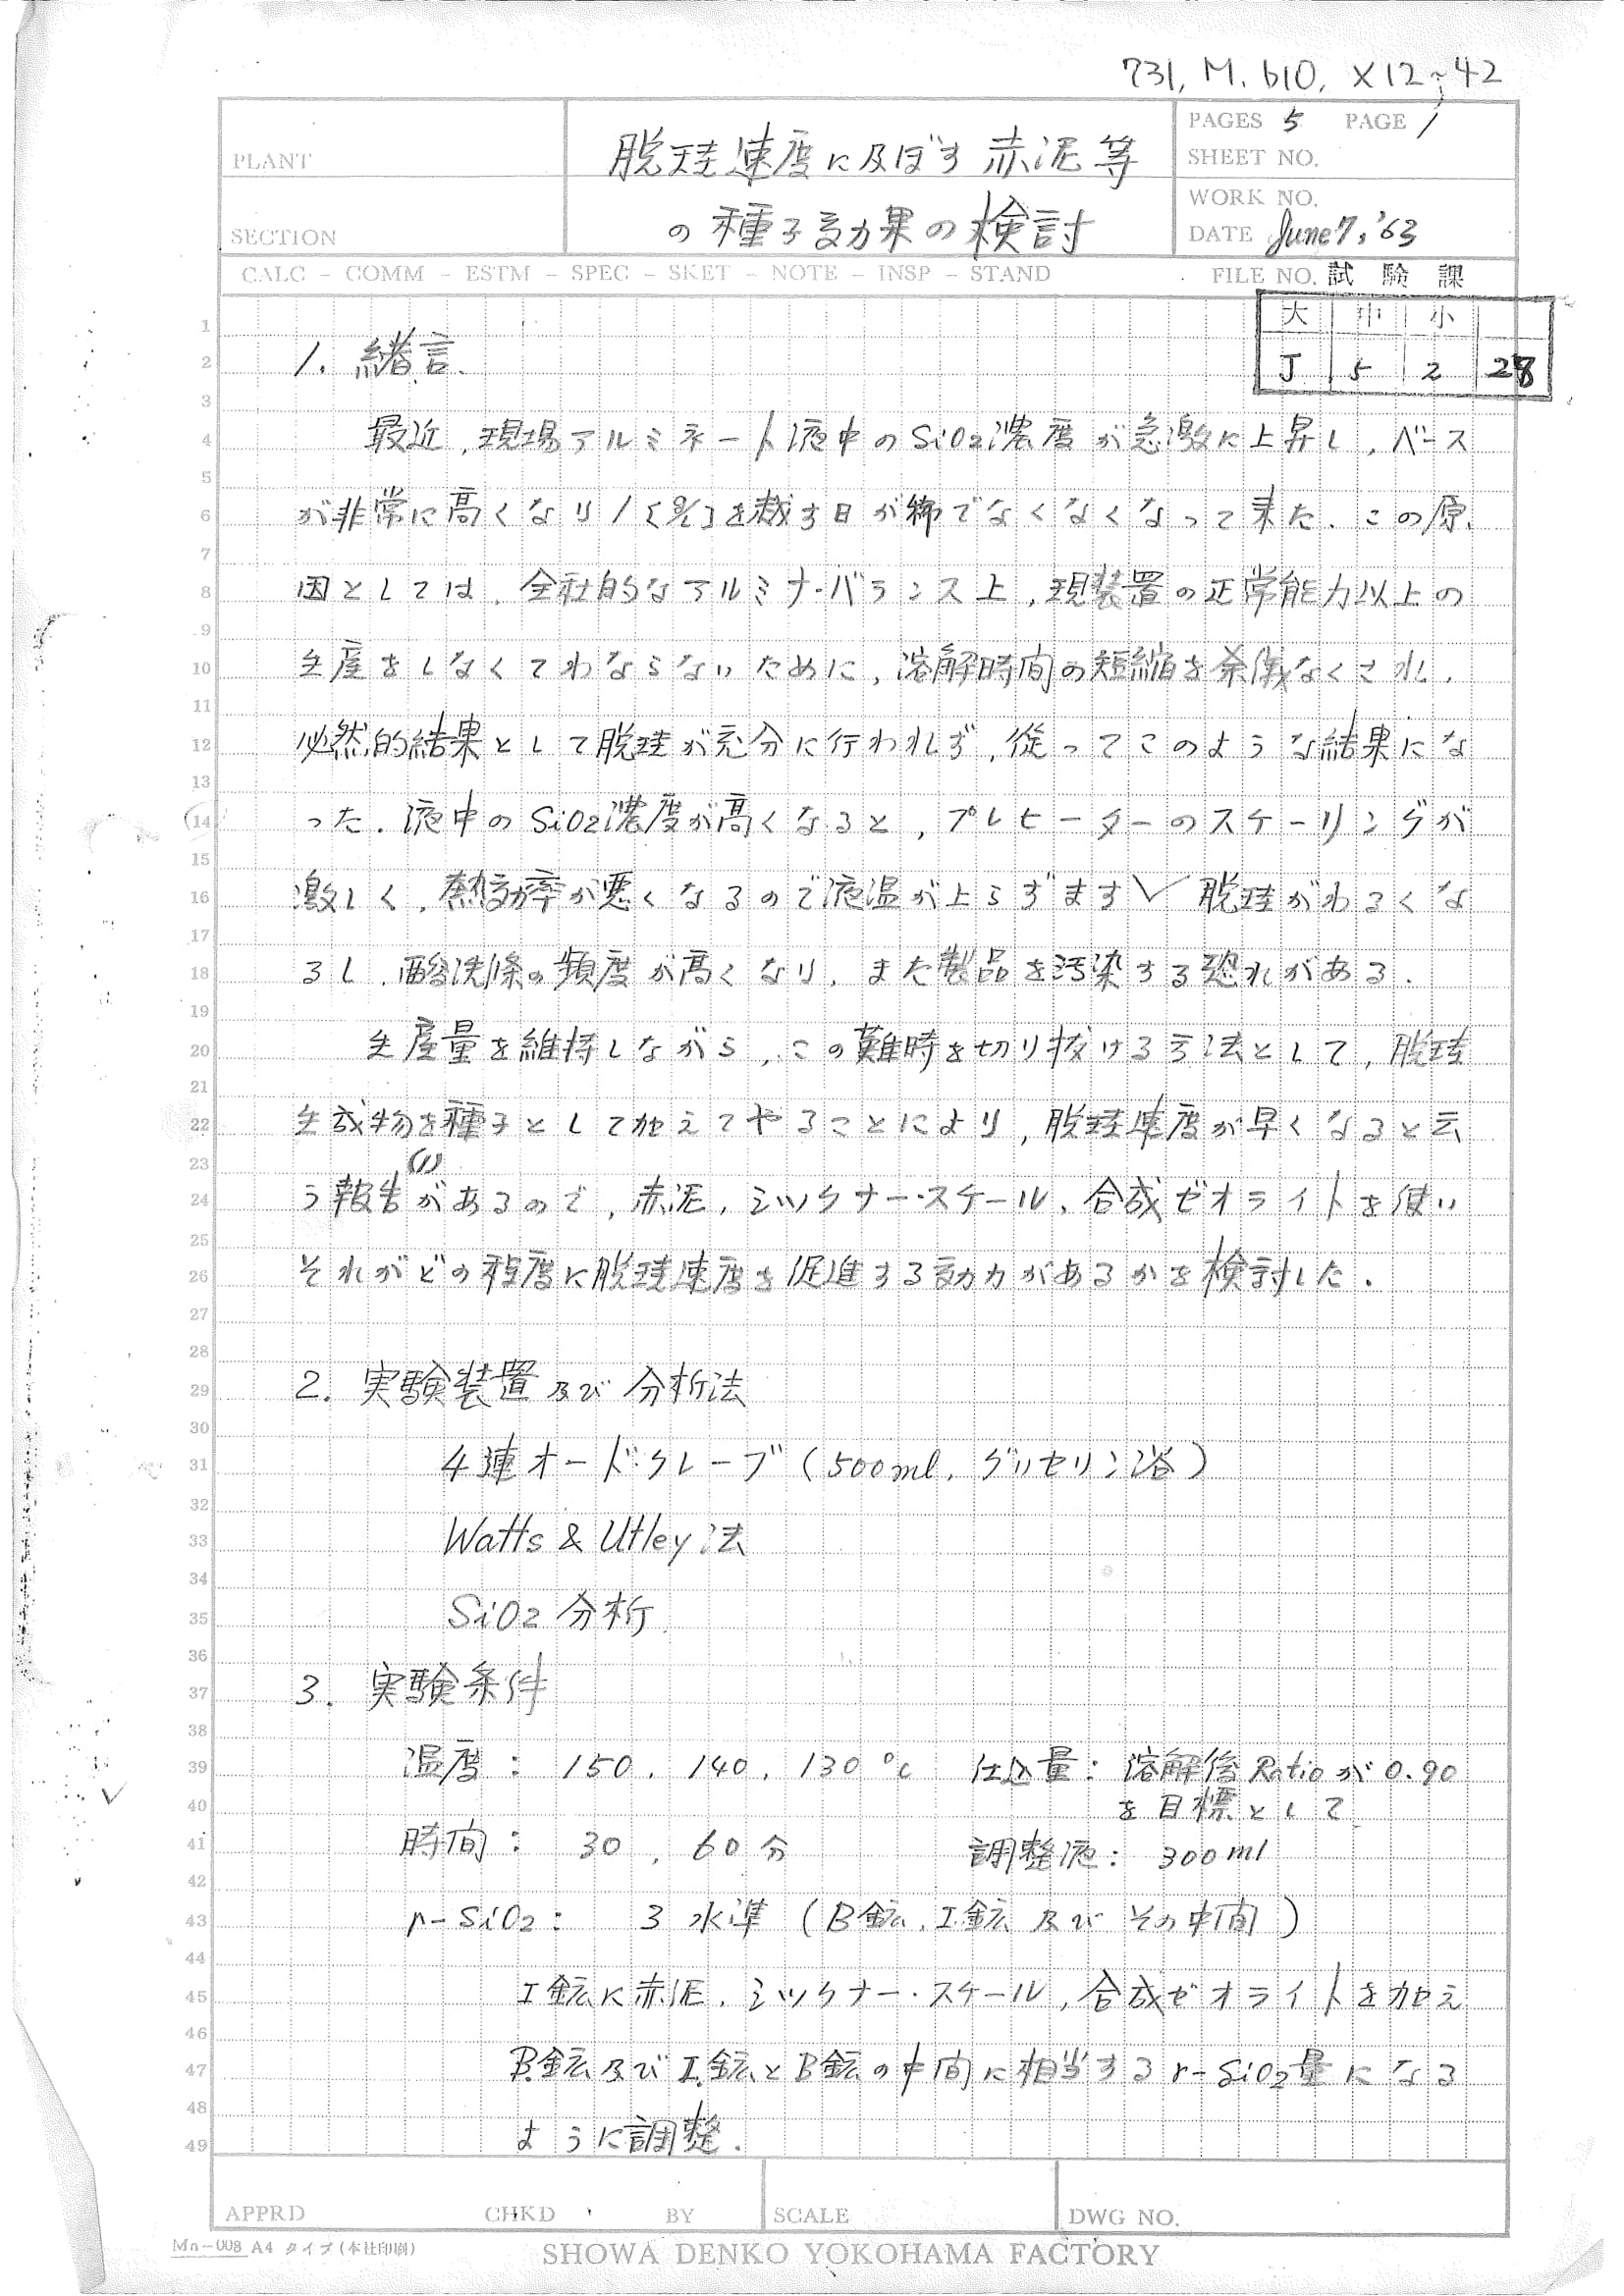 731, M. b10, X12~42
PLANT
SECTION
脱珪速度に及ぼす赤泥等
の種子効果の検討
PAGES 5 PAGE 1
SHEET NO.
WORK NO.
DATE June 7, '63
CALC - COMM - ESTM - SPEC - SKET - NOTE - INSP - STAND
FILE NO. 試験課
大 中 小
J 5 2 28
1. 緒言.
最近, 現場アルミネート液中のSiO2濃度が急激に上昇し, ベース
が非常に高くなり1[g/l]を裁す日が稀でなくなくなって来た. この原
因としては, 全社的なアルミナ・バランス上, 現装置の正常能力以上の
生産をしなくてわならないために, 溶解時間の短縮を余儀なくされ,
必然的結果として脱珪が充分に行われず, 従ってこのような結果にな
った. 液中のSiO2濃度が高くなると, プレヒーターのスケーリングが
激しく, 熱効率が悪くなるので液温が上らずます 脱珪がわるくな
るし, 酸洗滌の頻度が高くなり, また製品を汚染する恐れがある.
生産量を維持しながら, この難時を切り抜ける方法として, 脱珪
生成物を種子として加えてやることにより, 脱珪速度が早くなると云
う報告(1)があるので, 赤泥, ミックナー・スケール, 合成ゼオライトを使い
それがどの程度に脱珪速度を促進する効力があるかを検討した.
2. 実験装置及び分析法
4連オードクレーブ (500ml, グリセリン浴)
Watts & Utley法
SiO2分析
3. 実験条件
温度: 150, 140, 130℃ 仕込量: 溶解後Ratioが0.90
を目標として
時間: 30, 60分 調整液: 300ml
r-SiO2: 3水準 (B鉱, I鉱及びその中間)
I鉱に赤泥, ミックナー・スケール, 合成ゼオライトを加え
B鉱及びI鉱とB鉱の中間に相当するr-SiO2量になる
ように調整.
APPRD CHKD BY SCALE DWG NO.
Mn-008 A4 タイプ(本社印刷)
SHOWA DENKO YOKOHAMA FACTORY